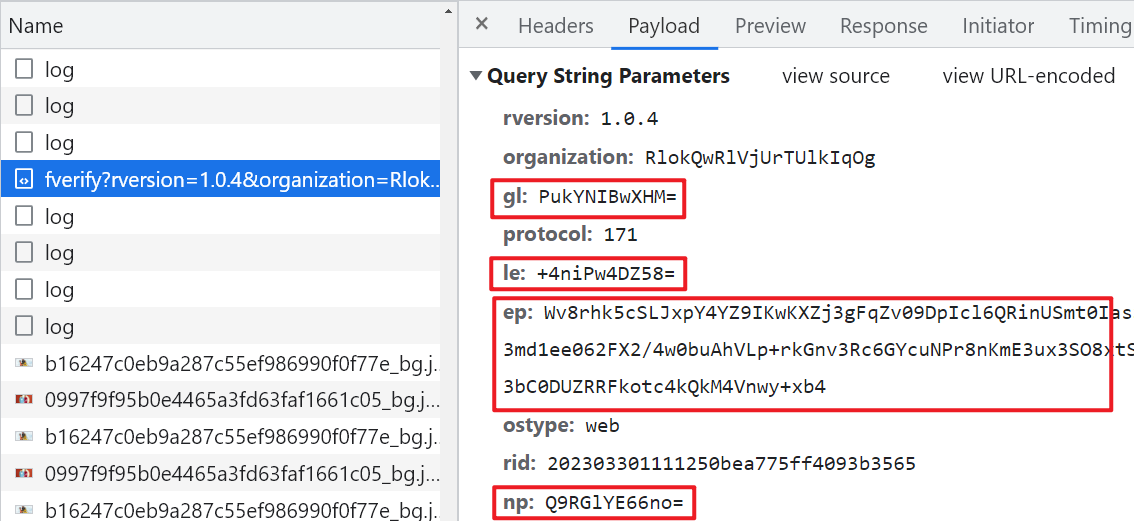 Name
log
log
log
fverify?rversion=1.0.4&organization=Rlok...
log
log
log
log
b16247c0eb9a287c55ef986990f0f77e_bg.j...
0997f9f95b0e4465a3fd63faf1661c05_bg.j...
b16247c0eb9a287c55ef986990f0f77e_bg.j...
0997f9f95b0e4465a3fd63faf1661c05_bg.j...
b16247c0eb9a287c55ef986990f0f77e_bg.j...
× Headers Payload Preview Response Initiator Timing
▼ Query String Parameters view source view URL-encoded
rversion: 1.0.4
organization: RlokQwRlVjUrTUlkIqOg
gl: PukYNIBwXHM=
protocol: 171
le: +4niPw4DZ58=
ep: Wv8rhk5cSLJxpY4YZ9IKwKXZj3gFqZv09DpIcl6QRinUSmt0Ias
3md1ee062FX2/4w0buAhVLp+rkGnv3Rc6GYcuNPr8nKmE3ux3SO8xtS
3bC0DUZRRFkotc4kQkM4Vnwy+xb4
ostype: web
rid: 202303301111250bea775ff4093b3565
np: Q9RGlYE66no=